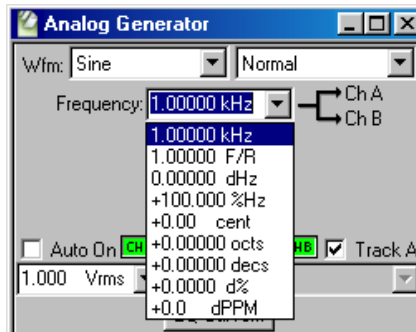 Analog Generator
Wfm: Sine Normal
Frequency: 1.00000 kHz Ch A
Ch B
1.00000 kHz
1.00000 F/R
0.00000 dHz
+100.000 %Hz
+0.00 cent
+0.00000 octs
+0.00000 decs
+0.0000 d%
+0.0 dPPM
Auto On CH HB Track A
1.000 Vrms